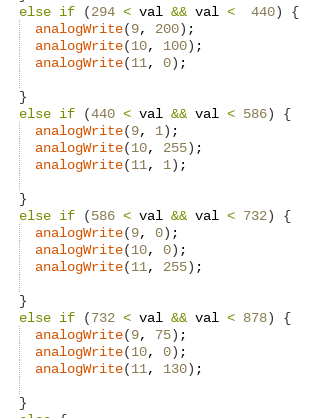 else if (294 < val && val <  440) {
analogWrite(9, 200);
analogWrite(10, 100);
analogWrite(11, 0);
}
else if (440 < val && val < 586) {
analogWrite(9, 1);
analogWrite(10, 255);
analogWrite(11, 1);
}
else if (586 < val && val < 732) {
analogWrite(9, 0);
analogWrite(10, 0);
analogWrite(11, 255);
}
else if (732 < val && val < 878) {
analogWrite(9, 75);
analogWrite(10, 0);
analogWrite(11, 130);
}